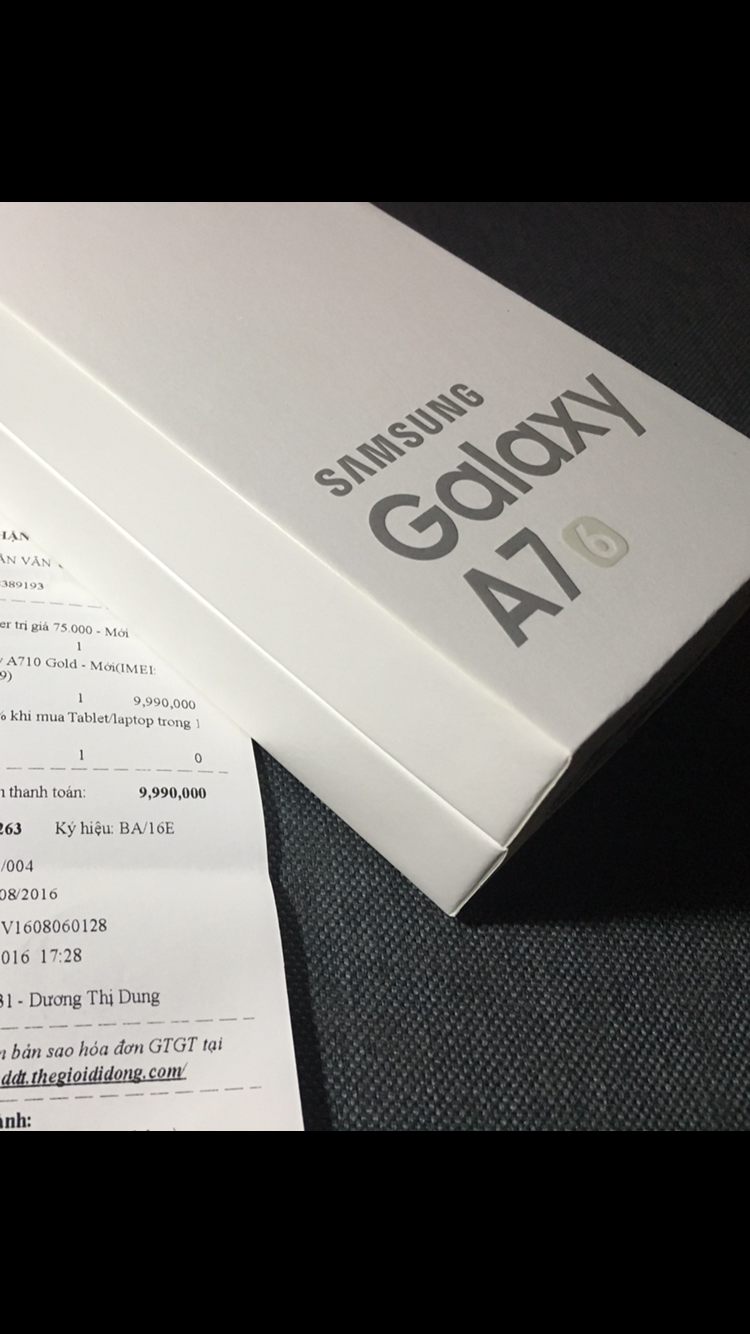 SAMSUNG
Galaxy
A7 6
ẬN
ĂN
389193
er trị giá 75.000 - Mới
1
A710 Gold - Mới(IMEI:
9)
1 9,990,000
% khi mua Tablet/laptop trong 1
1 0
thanh toán: 9,990,000
263 Ký hiệu: BA/16E
/004
08/2016
V1608060128
016 17:28
31 - Dương Thị Dung
bản sao hóa đơn GTGT tại
ddt.thegioididong.com/
ành: